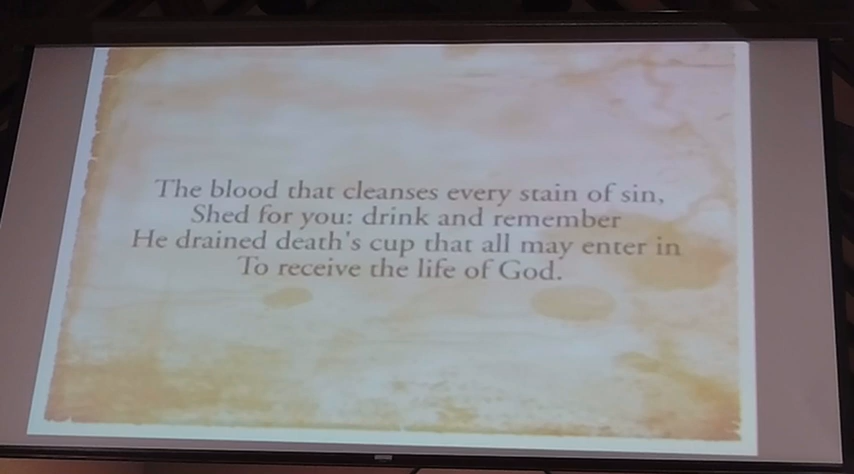 The blood that cleanses every stain of sin,
Shed for you: drink and remember
He drained death's cup that all may enter in
To receive the life of God.